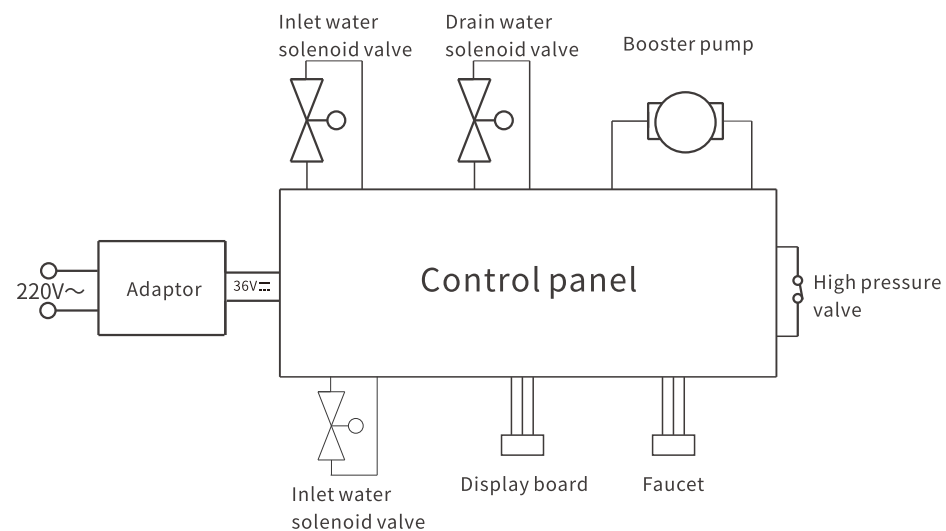 Inlet water
solenoid valve
Drain water
solenoid valve
Booster pump
Control panel
220V～
Adaptor
36V⎓
High pressure
valve
Inlet water
solenoid valve
Display board
Faucet